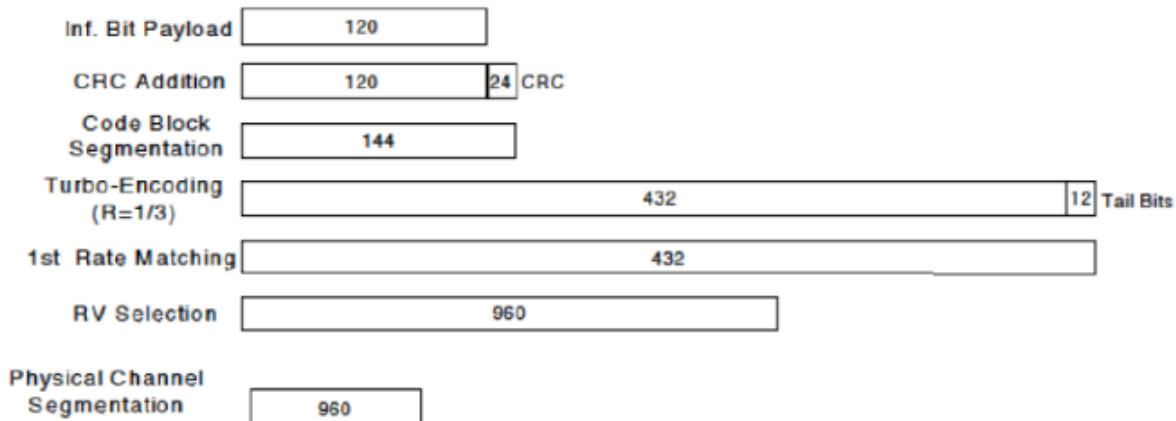 Inf. Bit Payload 120
CRC Addition 120 24 CRC
Code Block
Segmentation 144
Turbo-Encoding
(R=1/3) 432 12 Tail Bits
1st Rate Matching 432
RV Selection 960
Physical Channel
Segmentation 960